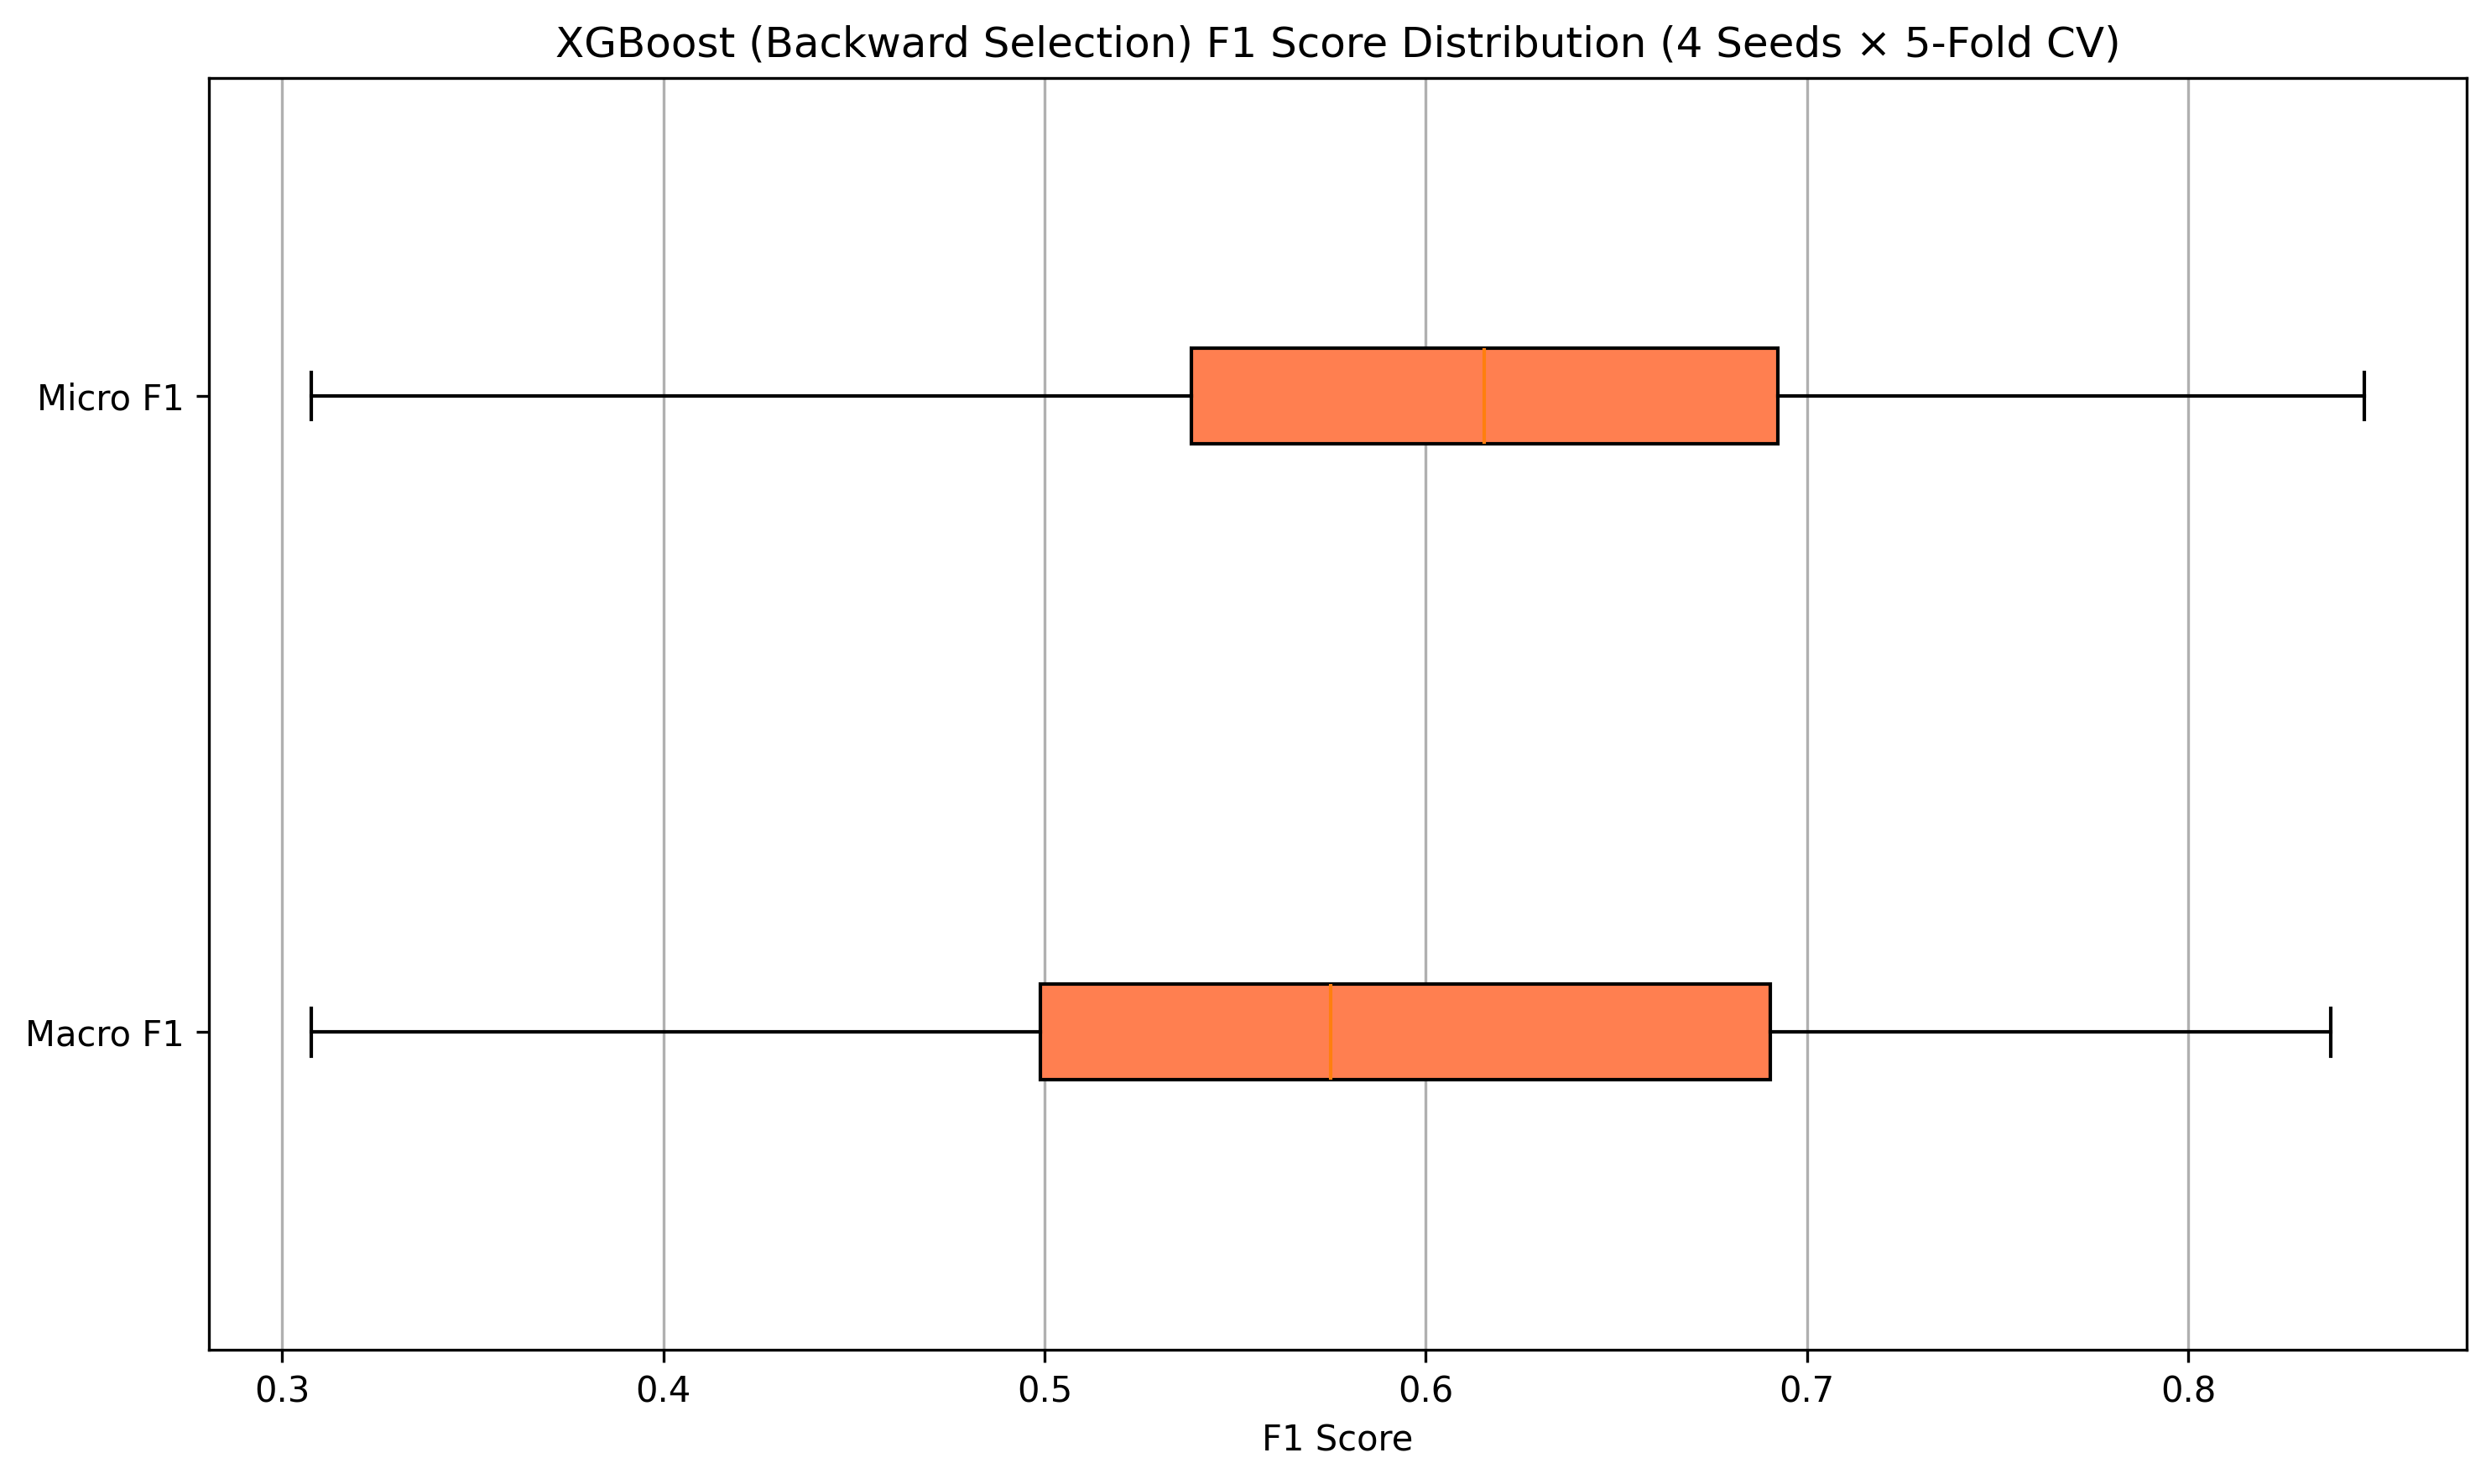 XGBoost (Backward Selection) F1 Score Distribution (4 Seeds × 5-Fold CV)
Micro F1
Macro F1
0.3 0.4 0.5 0.6 0.7 0.8
F1 Score